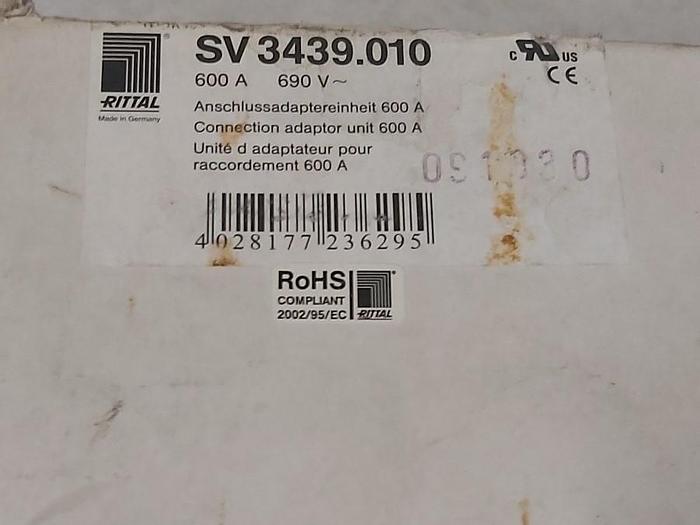 SV 3439.010
600 A 690 V~
RITTAL
Made in Germany
c RU US
CE
Anschlussadaptereinheit 600 A
Connection adaptor unit 600 A
Unité d adaptateur pour
raccordement 600 A
4 028177 236295
RoHS
COMPLIANT
2002/95/EC
RITTAL